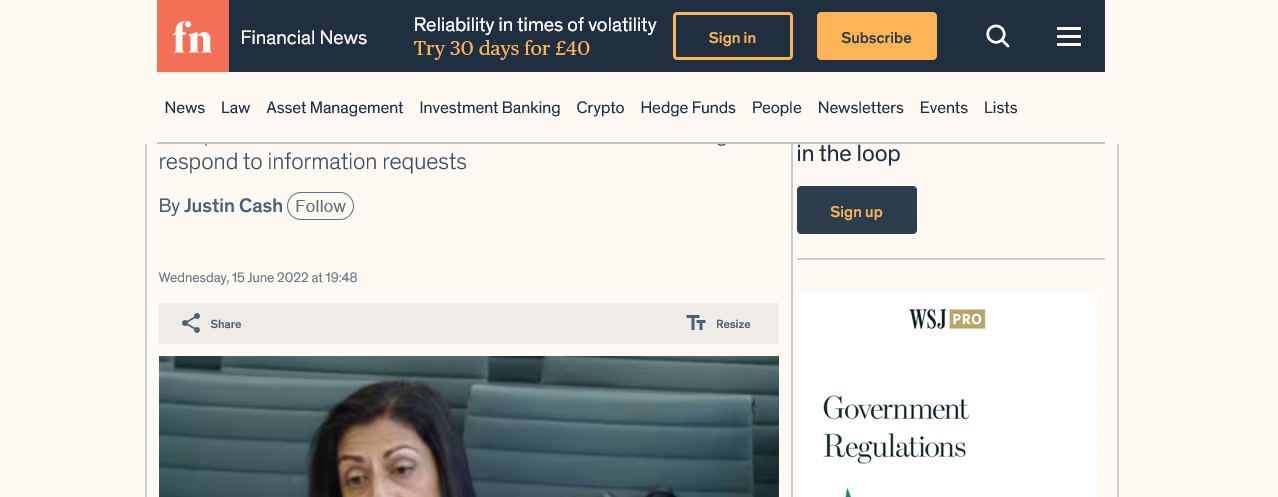 fn
Financial News
Reliability in times of volatility
Try 30 days for £40
Sign in
Subscribe
News Law Asset Management Investment Banking Crypto Hedge Funds People Newsletters Events Lists
respond to information requests
By Justin Cash Follow
Wednesday, 15 June 2022 at 19:48
Share
Resize
in the loop
Sign up
WSJ PRO
Government
Regulations